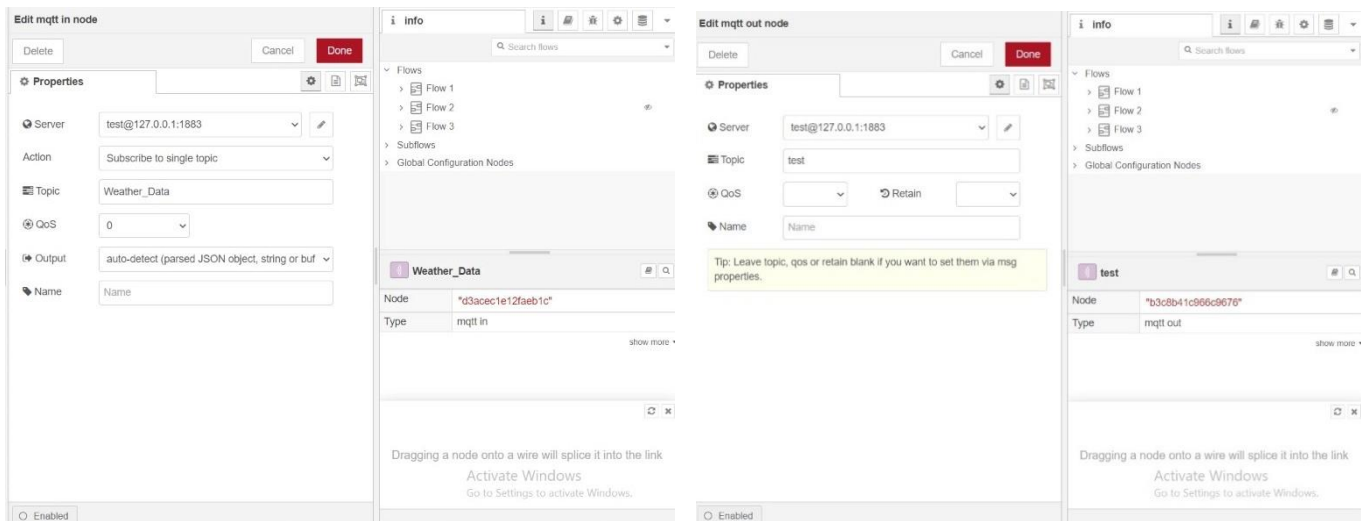 Edit mqtt in node
Delete
Cancel
Done
Properties
Server
test@127.0.0.1:1883
Action
Subscribe to single topic
Topic
Weather_Data
QoS
0
Output
auto-detect (parsed JSON object, string or buf
Name
Name
Enabled
i info
i
Search flows
Flows
Flow 1
Flow 2
Flow 3
Subflows
Global Configuration Nodes
Weather_Data
Node "d3acec1e12faeb1c"
Type mqtt in
show more
Dragging a node onto a wire will splice it into the link
Activate Windows
Go to Settings to activate Windows.
Edit mqtt out node
Delete
Cancel
Done
Properties
Server
test@127.0.0.1:1883
Topic
test
QoS
Retain
Name
Name
Tip: Leave topic, qos or retain blank if you want to set them via msg
properties.
Enabled
i info
i
Search flows
Flows
Flow 1
Flow 2
Flow 3
Subflows
Global Configuration Nodes
test
Node "b3c8b41c966c9676"
Type mqtt out
show more
Dragging a node onto a wire will splice it into the link
Activate Windows
Go to Settings to activate Windows.